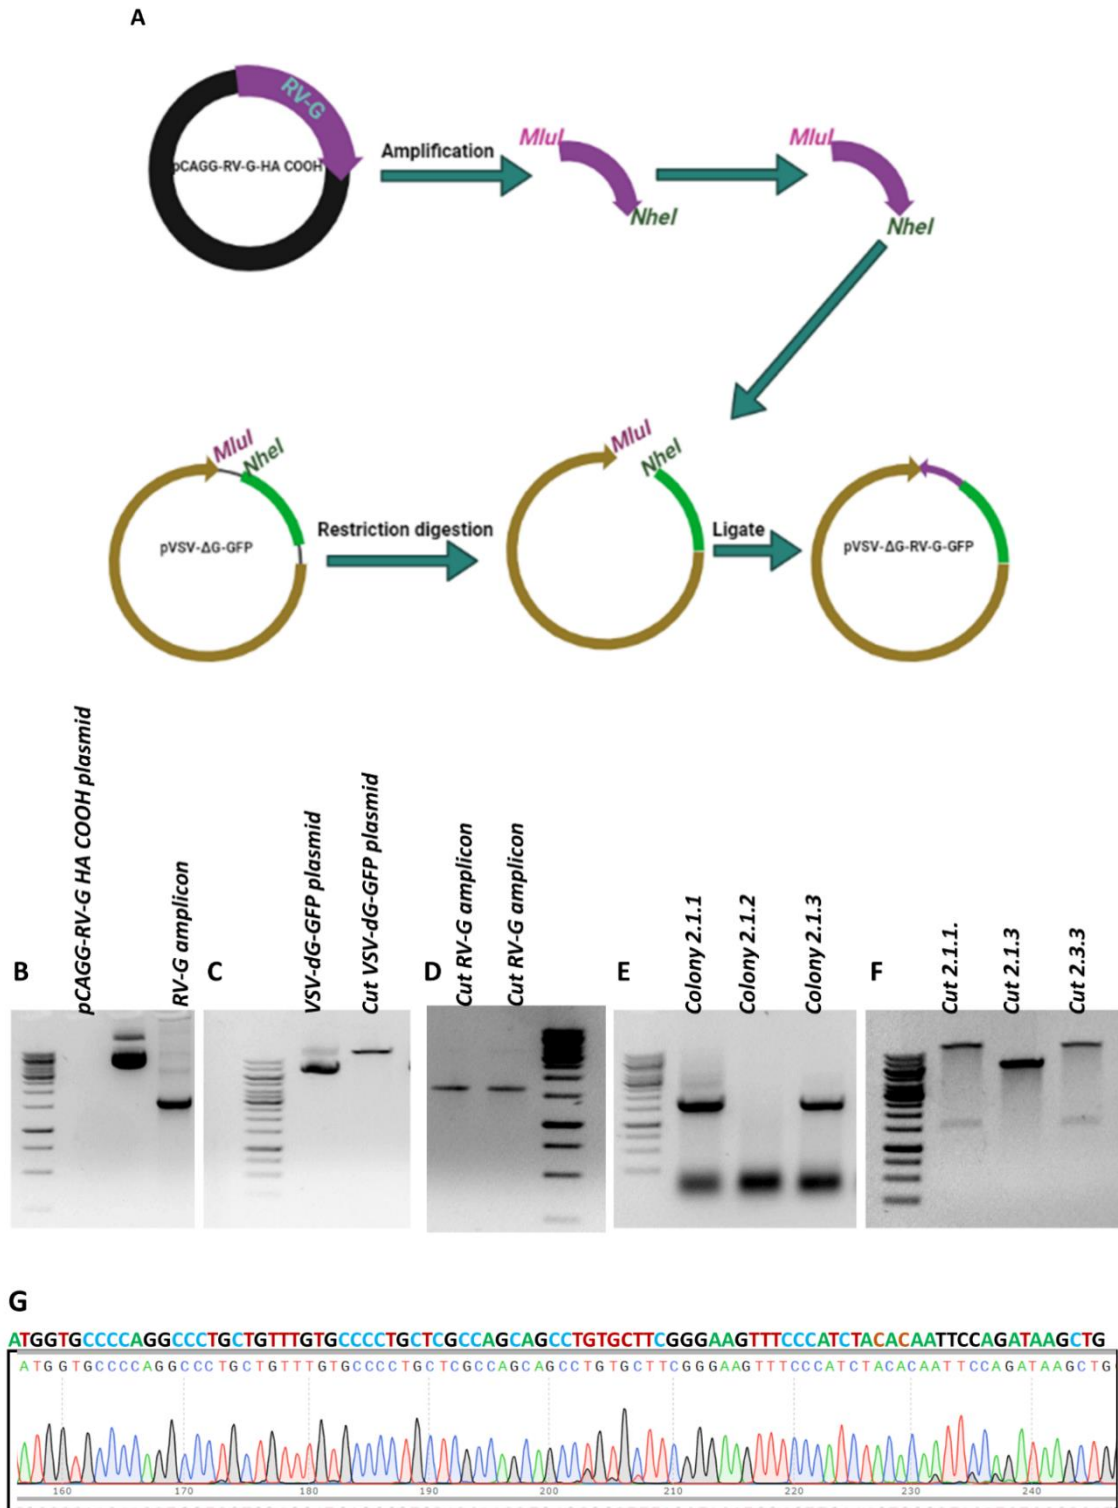 A
RV-G
pCAGG-RV-G-HA COOH
Amplification
MluI
NheI
MluI
NheI
MluI
NheI
pVSV-ΔG-GFP
Restriction digestion
MluI
NheI
Ligate
pVSV-ΔG-RV-G-GFP
B
pCAGG-RV-G HA COOH plasmid
RV-G amplicon
C
VSV-dG-GFP plasmid
Cut VSV-dG-GFP plasmid
D
Cut RV-G amplicon
Cut RV-G amplicon
E
Colony 2.1.1
Colony 2.1.2
Colony 2.1.3
F
Cut 2.1.1.
Cut 2.1.3
Cut 2.3.3
G
ATGGTGCCCCAGGCCCTGCTGTTTGTGCCCCTGCTCGCCAGCAGCCTGTGCTTCGGGAAGTTTCCCATCTACACAATTCCAGATAAGCTG
ATGGTGCCCCAGGCCCTGCTGTTTGTGCCCCTGCTCGCCAGCAGCCTGTGCTTCGGGAAGTTTCCCATCTACACAATTCCAGATAAGCTG
160 170 180 190 200 210 220 230 240